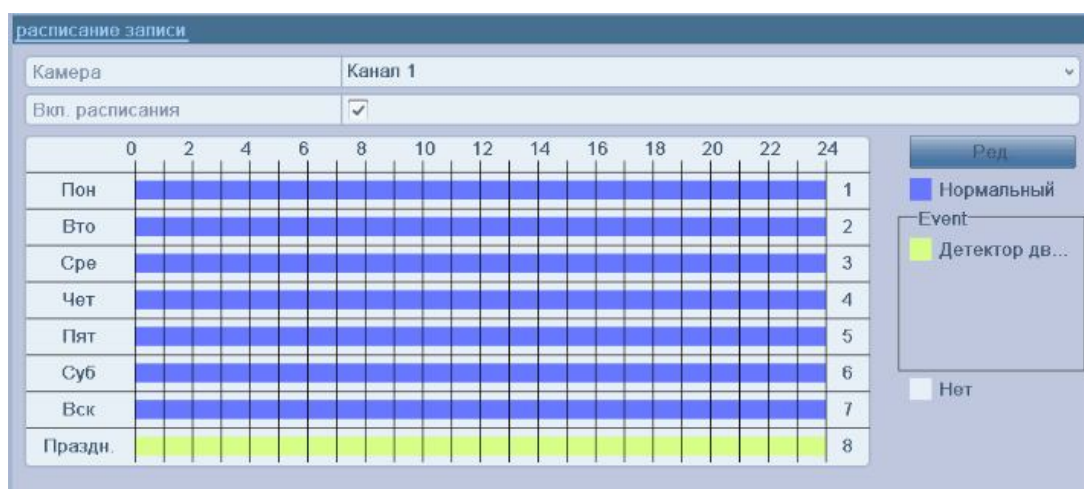 расписание записи
Камера Канал 1
Вкл. расписания
0 2 4 6 8 10 12 14 16 18 20 22 24
Ред.
Пон 1
Нормальный
Вто 2
Event
Сре 3
Детектор дв...
Чет 4
Пят 5
Суб 6
Нет
Вск 7
Праздн. 8